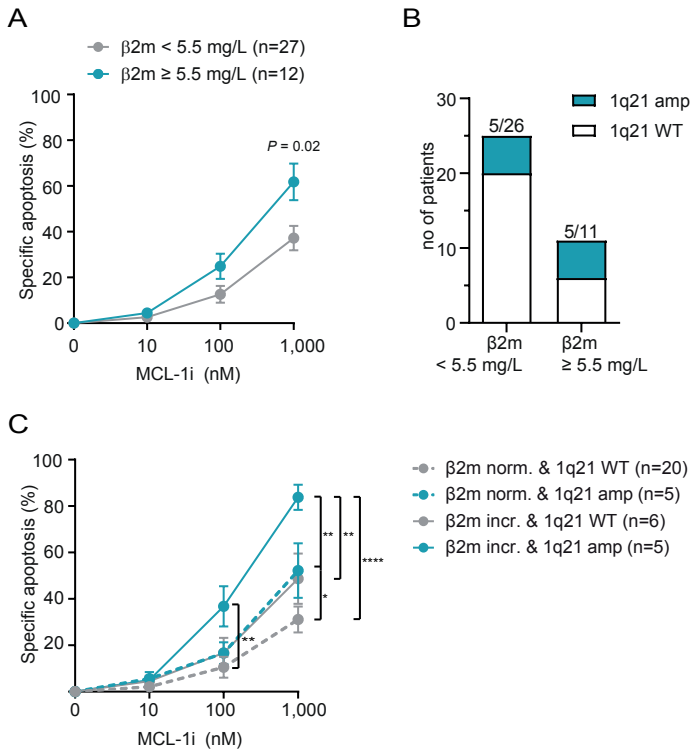 A
β2m < 5.5 mg/L (n=27)
β2m ≥ 5.5 mg/L (n=12)
100
80
60
40
20
0
Specific apoptosis (%)
P = 0.02
0
10
100
1,000
MCL-1i (nM)
B
1q21 amp
1q21 WT
30
20
10
0
no of patients
5/26
5/11
β2m
< 5.5 mg/L
β2m
≥ 5.5 mg/L
C
100
80
60
40
20
Specific apoptosis (%)
**
**
****
*
**
0
10
100
1,000
MCL-1i (nM)
β2m norm. & 1q21 WT (n=20)
β2m norm. & 1q21 amp (n=5)
β2m incr. & 1q21 WT (n=6)
β2m incr. & 1q21 amp (n=5)